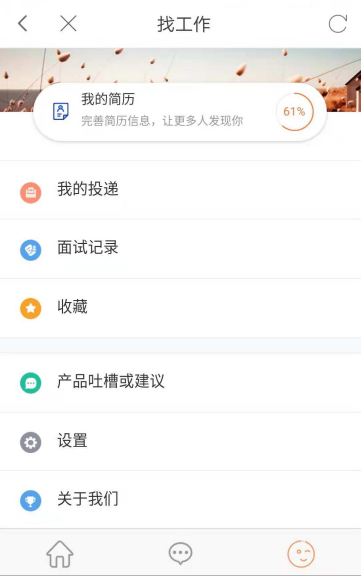 找工作
我的简历
完善简历信息，让更多人发现你
61%
我的投递
面试记录
收藏
产品吐槽或建议
设置
关于我们